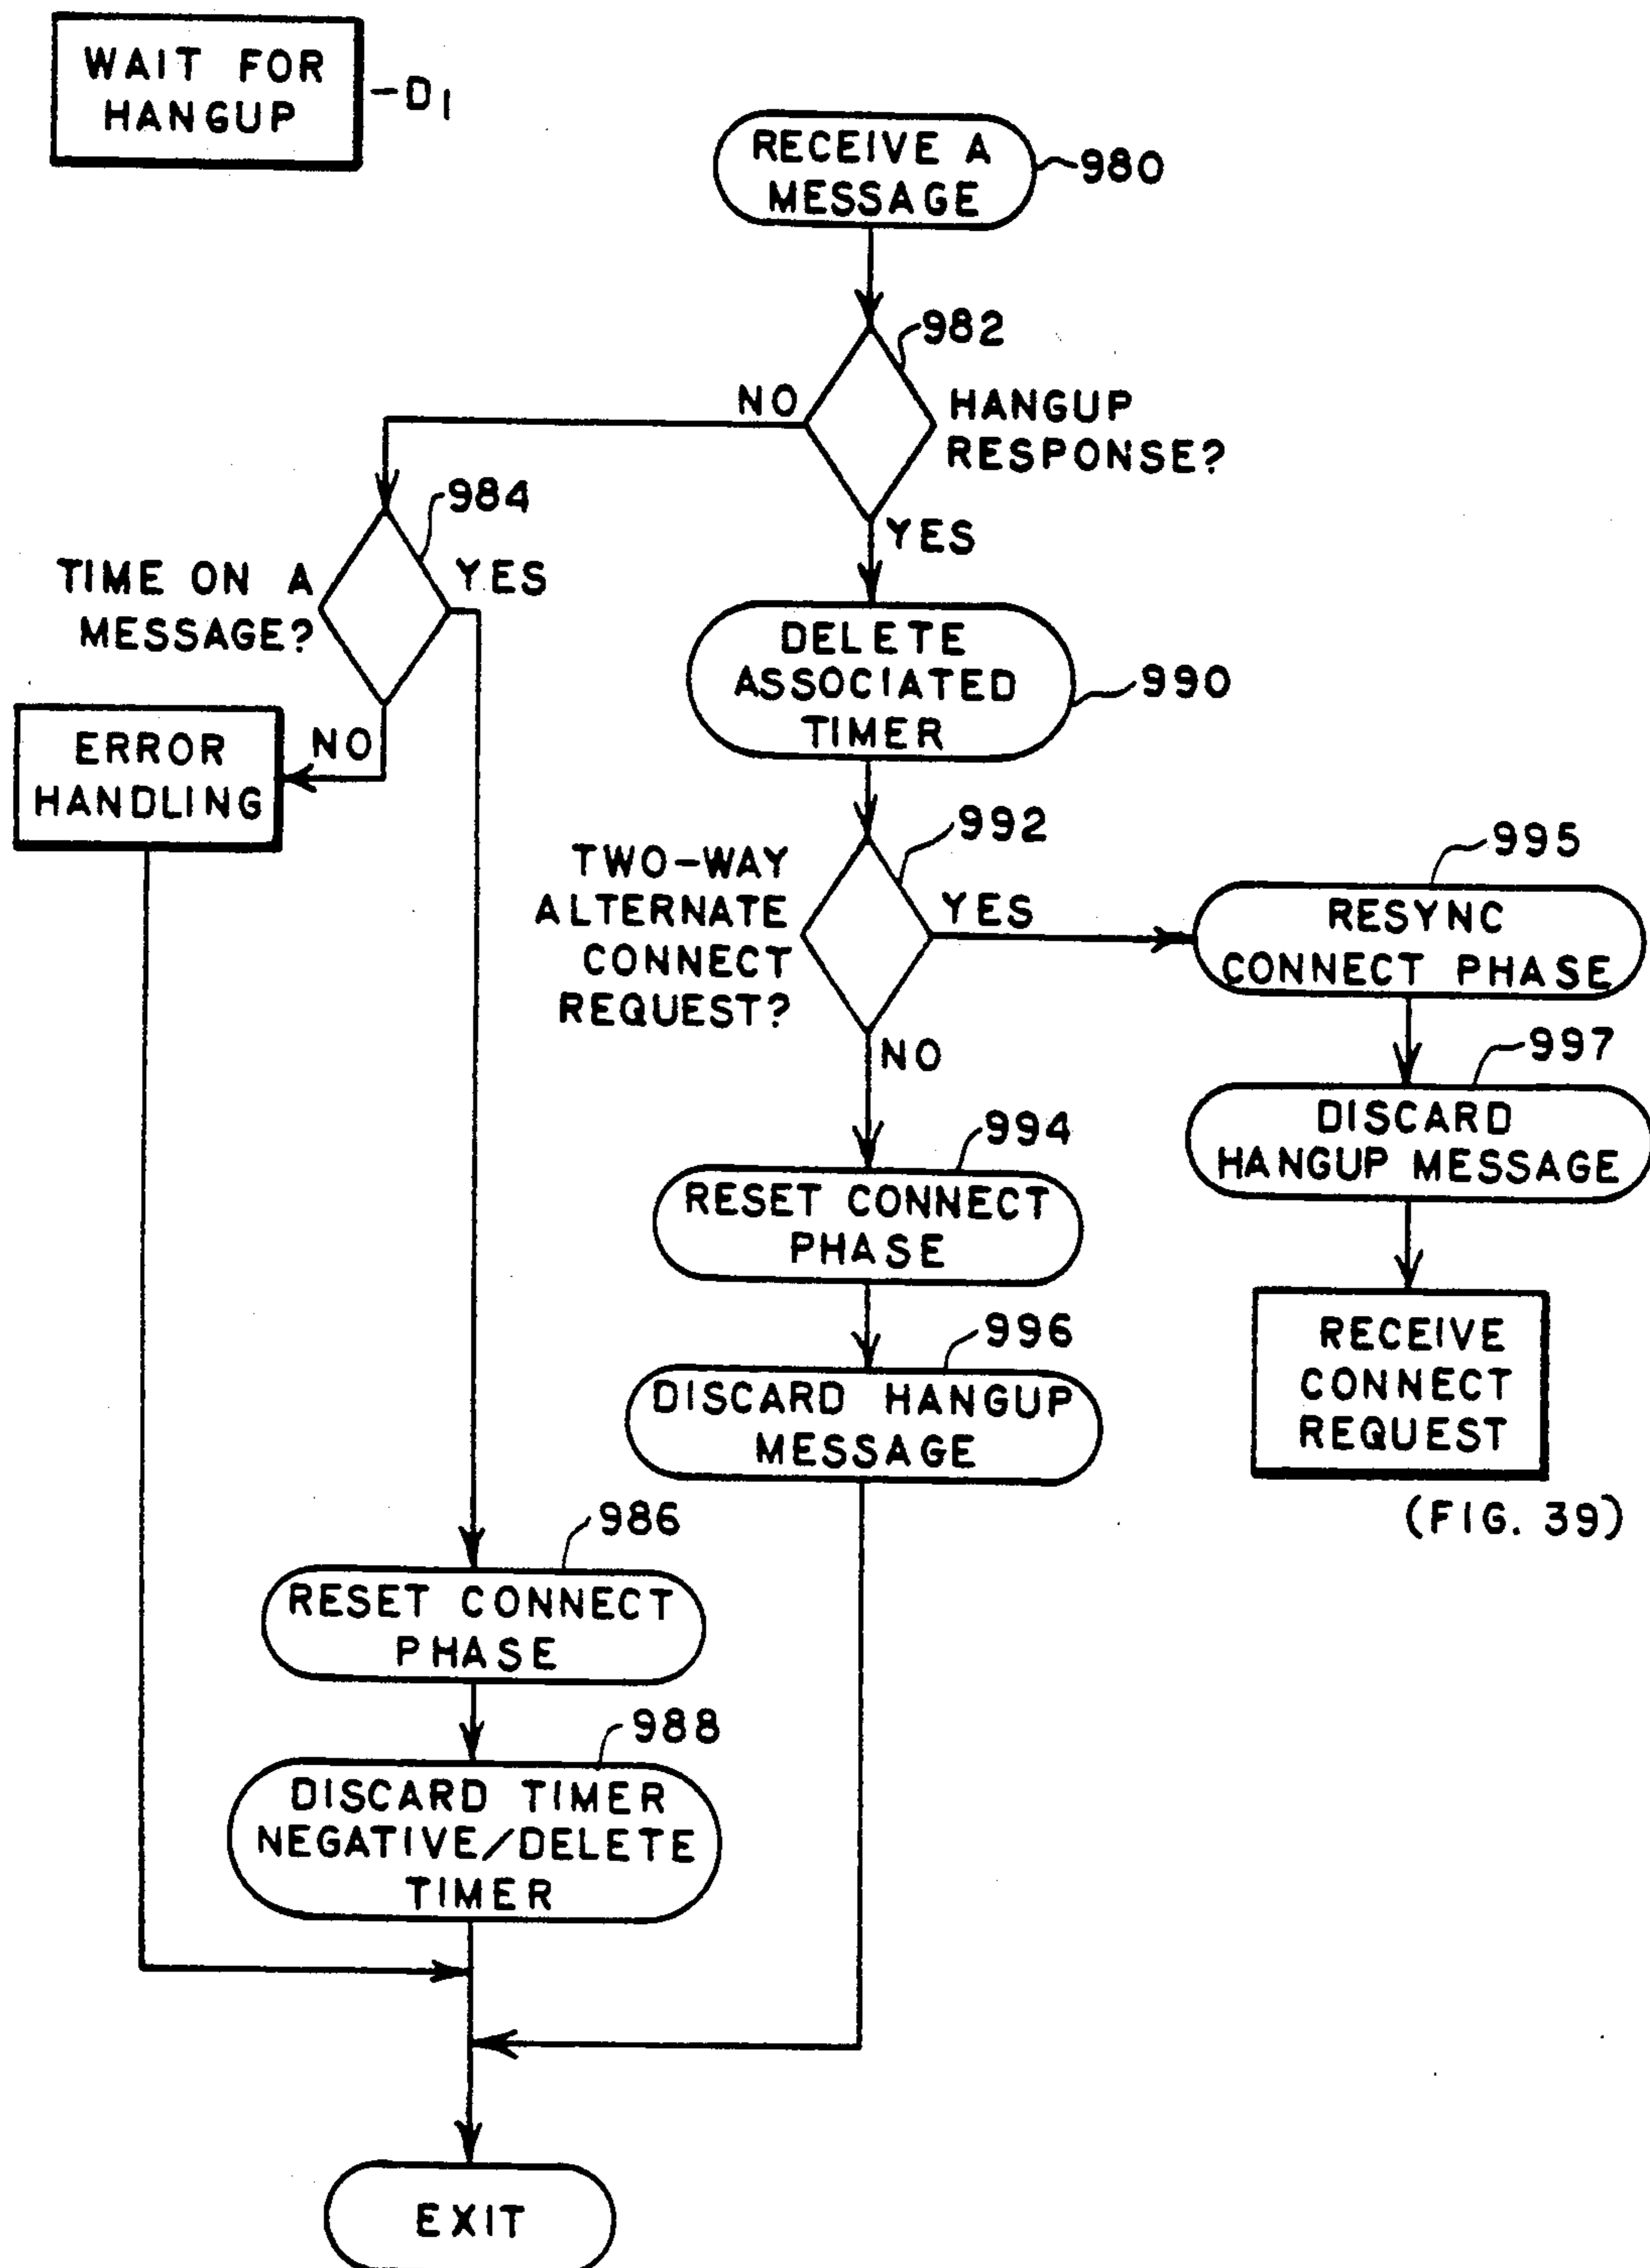 WAIT FOR
HANGUP
-D1
RECEIVE A
MESSAGE
980
982
NO
HANGUP
RESPONSE?
984
YES
TIME ON A
MESSAGE?
YES
DELETE
ASSOCIATED
TIMER
990
ERROR
HANDLING
NO
992
TWO-WAY
ALTERNATE
CONNECT
REQUEST?
YES
995
RESYNC
CONNECT PHASE
NO
997
DISCARD
HANGUP MESSAGE
994
RESET CONNECT
PHASE
996
DISCARD HANGUP
MESSAGE
RECEIVE
CONNECT
REQUEST
(FIG. 39)
986
RESET CONNECT
PHASE
988
DISCARD TIMER
NEGATIVE/DELETE
TIMER
EXIT